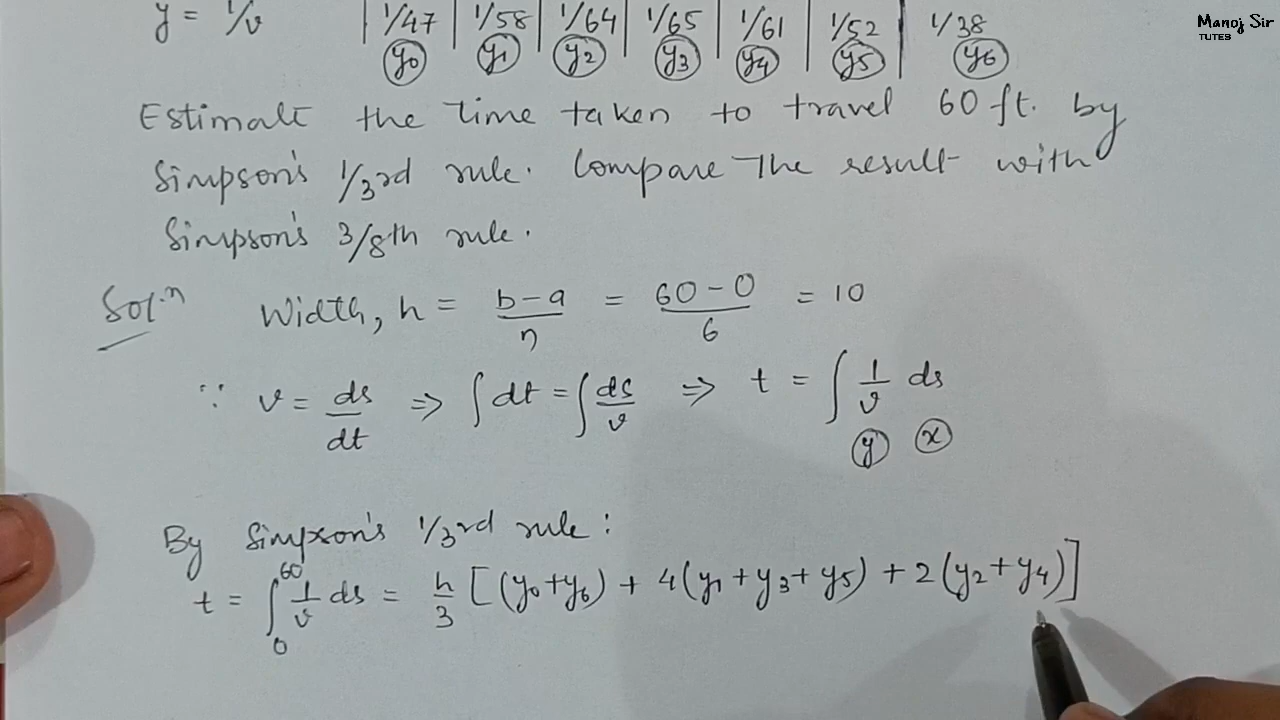 Manoj Sir
TUTES
y = 1/v | 1/47 | 1/58 | 1/64 | 1/65 | 1/61 | 1/52 | 1/38
y0 y1 y2 y3 y4 y5 y6
Estimate the time taken to travel 60 ft. by
Simpson's 1/3rd rule. Compare the result with
Simpson's 3/8th rule.
Sol.n Width, h = b-a/n = 60-0/6 = 10
∵ v = ds/dt ⇒ ∫dt = ∫ds/v ⇒ t = ∫ 1/v ds
y x
By Simpson's 1/3rd rule:
t = ∫₀⁶⁰ 1/v ds = h/3 [(y0+y6) + 4(y1+y3+y5) + 2(y2+y4)]